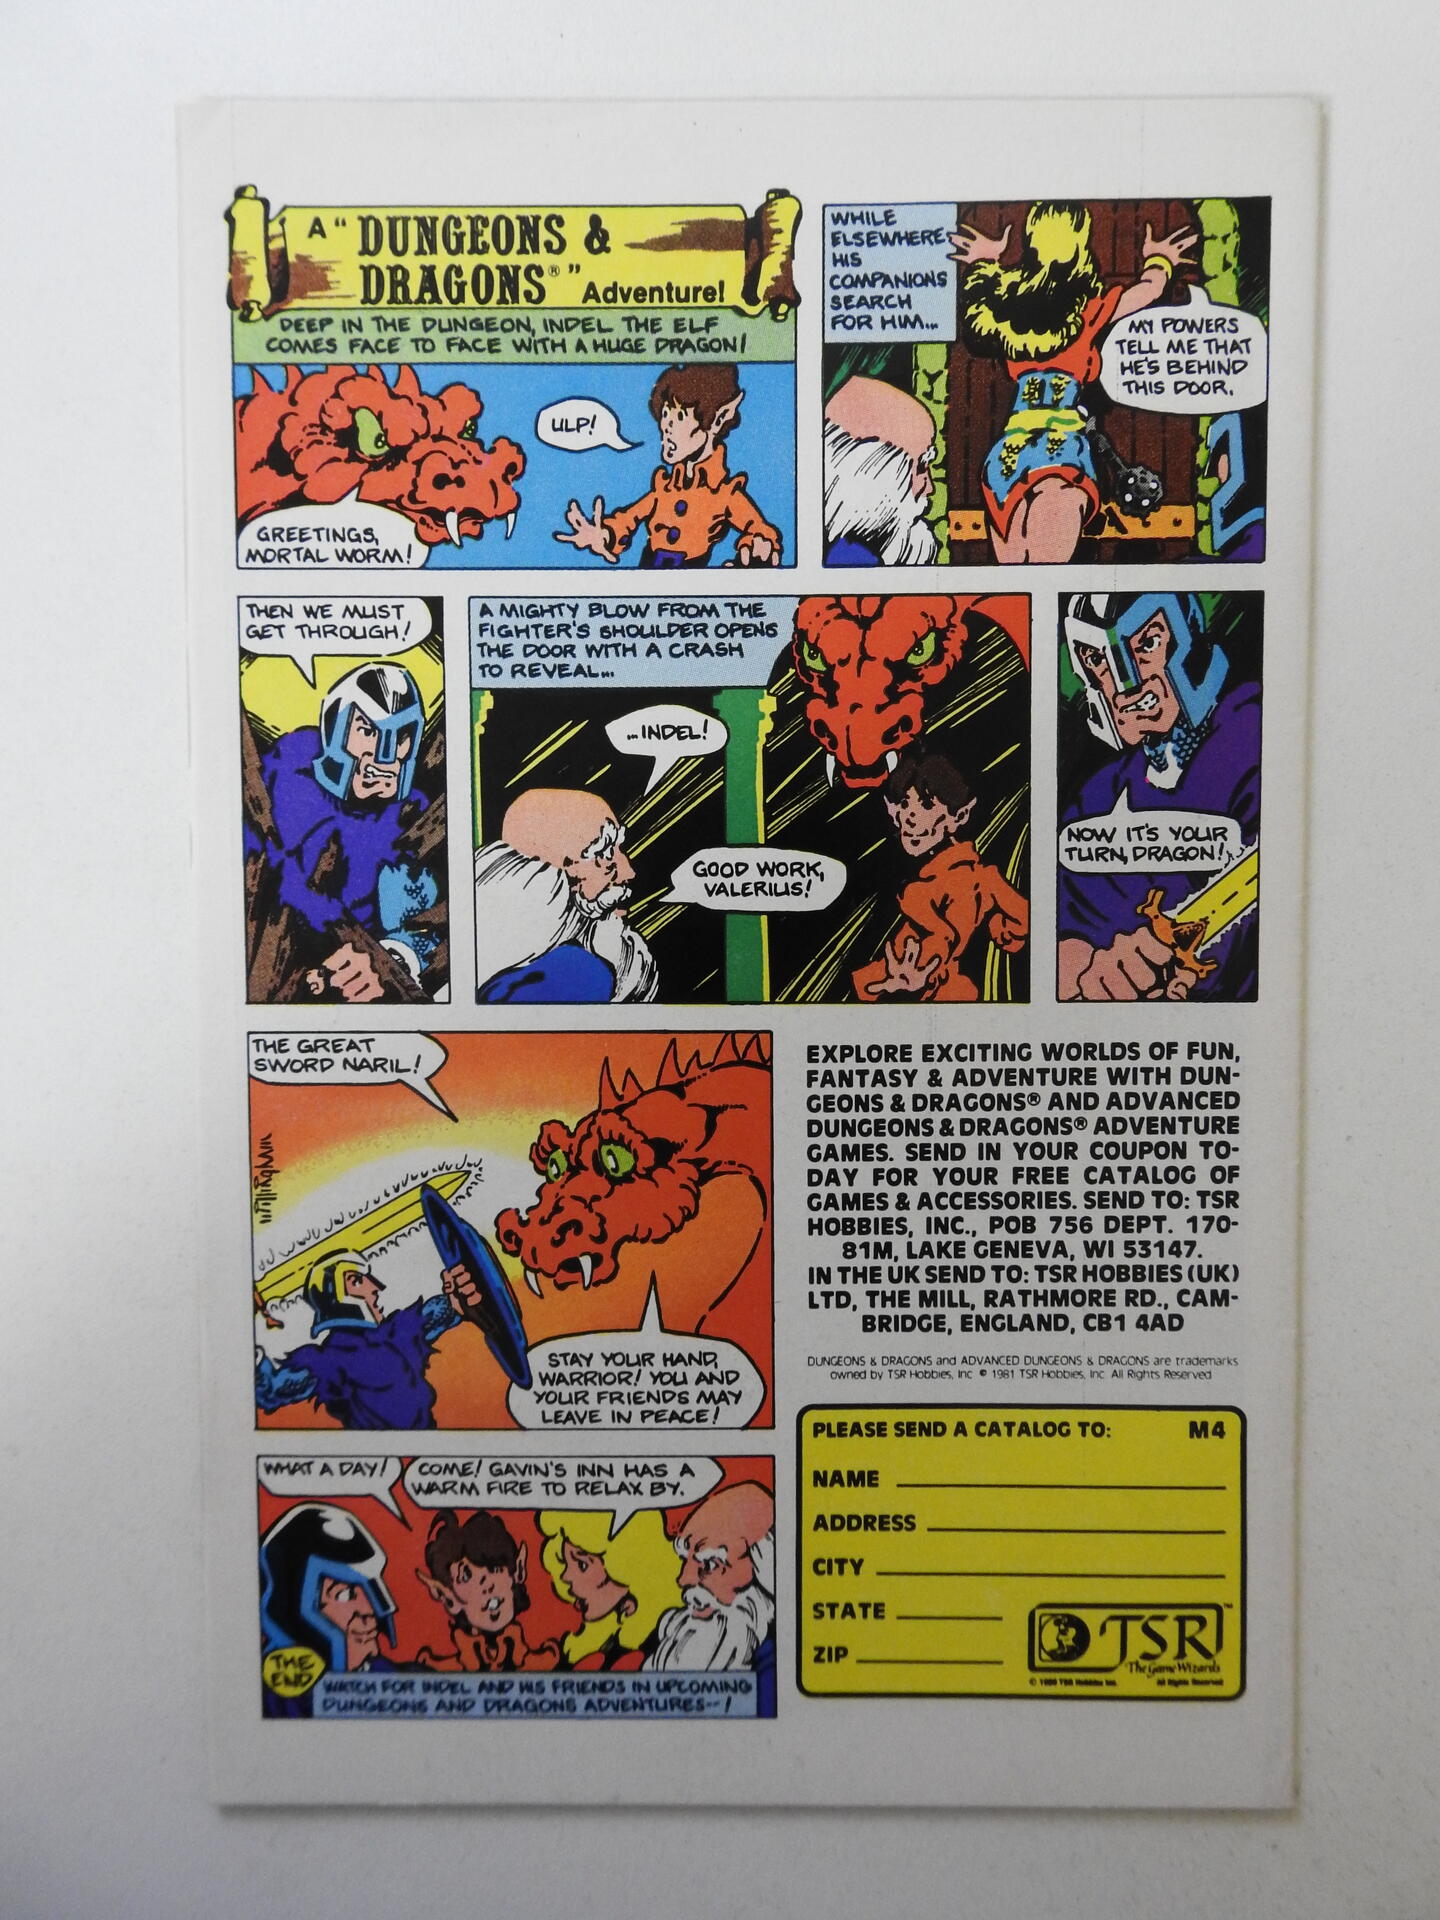 A "DUNGEONS &
DRAGONS®"
Adventure!
DEEP IN THE DUNGEON, INDEL THE ELF
COMES FACE TO FACE WITH A HUGE DRAGON!
ULP!
GREETINGS,
MORTAL WORM!
WHILE
ELSEWHERE
HIS
COMPANIONS
SEARCH
FOR HIM...
MY POWERS
TELL ME THAT
HE'S BEHIND
THIS DOOR.
THEN WE MUST
GET THROUGH!
A MIGHTY BLOW FROM THE
FIGHTER'S SHOULDER OPENS
THE DOOR WITH A CRASH
TO REVEAL...
...INDEL!
GOOD WORK,
VALERIUS!
NOW IT'S YOUR
TURN, DRAGON!
THE GREAT
SWORD NARIL!
willingham
STAY YOUR HAND,
WARRIOR! YOU AND
YOUR FRIENDS MAY
LEAVE IN PEACE!
WHAT A DAY!
COME! GAVIN'S INN HAS A
WARM FIRE TO RELAX BY.
THE
END
WATCH FOR INDEL AND HIS FRIENDS IN UPCOMING
DUNGEONS AND DRAGONS ADVENTURES--!
EXPLORE EXCITING WORLDS OF FUN,
FANTASY & ADVENTURE WITH DUN-
GEONS & DRAGONS® AND ADVANCED
DUNGEONS & DRAGONS® ADVENTURE
GAMES. SEND IN YOUR COUPON TO-
DAY FOR YOUR FREE CATALOG OF
GAMES & ACCESSORIES. SEND TO: TSR
HOBBIES, INC., POB 756 DEPT. 170-
81M, LAKE GENEVA, WI 53147.
IN THE UK SEND TO: TSR HOBBIES (UK)
LTD, THE MILL, RATHMORE RD., CAM-
BRIDGE, ENGLAND, CB1 4AD
DUNGEONS & DRAGONS and ADVANCED DUNGEONS & DRAGONS are trademarks
owned by TSR Hobbies, Inc © 1981 TSR Hobbies, Inc All Rights Reserved
PLEASE SEND A CATALOG TO: M4
NAME
ADDRESS
CITY
STATE
ZIP
TSR™
The Game Wizards
© 1980 TSR Hobbies Inc. All Rights Reserved